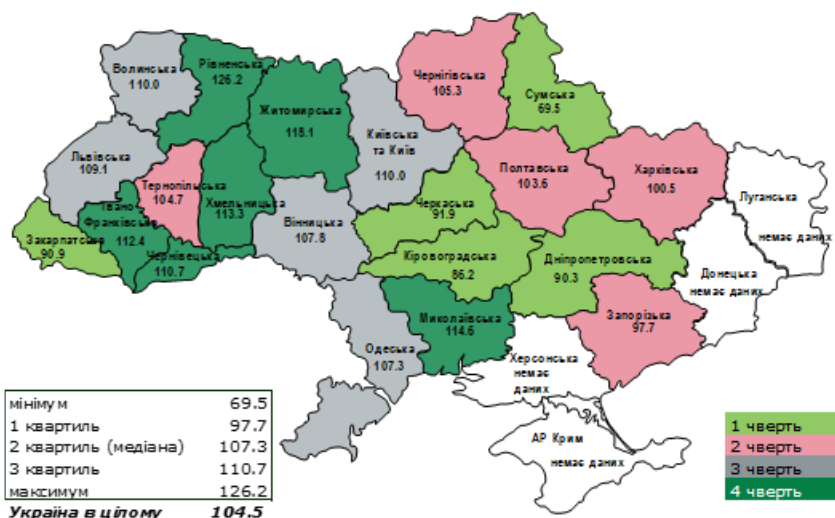 Волинська
110.0
Рівненська
126.2
Житомирська
118.1
Київська
та Київ
110.0
Чернігівська
105.3
Сумська
69.5
Львівська
109.1
Тернопільська
104.7
Хмельницька
113.3
Вінницька
107.8
Черкаська
91.9
Полтавська
103.6
Харківська
100.5
Луганська
немає даних
Івано-
Франківська
112.4
Закарпатська
90.9
Чернівецька
110.7
Кіровоградська
86.2
Дніпропетровська
90.3
Донецька
немає даних
Миколаївська
114.6
Запорізька
97.7
Одеська
107.3
Херсонська
немає
даних
АР Крим
немає даних
мінімум 69.5
1 квартиль 97.7
2 квартиль (медіана) 107.3
3 квартиль 110.7
максимум 126.2
Україна в цілому 104.5
1 чверть
2 чверть
3 чверть
4 чверть